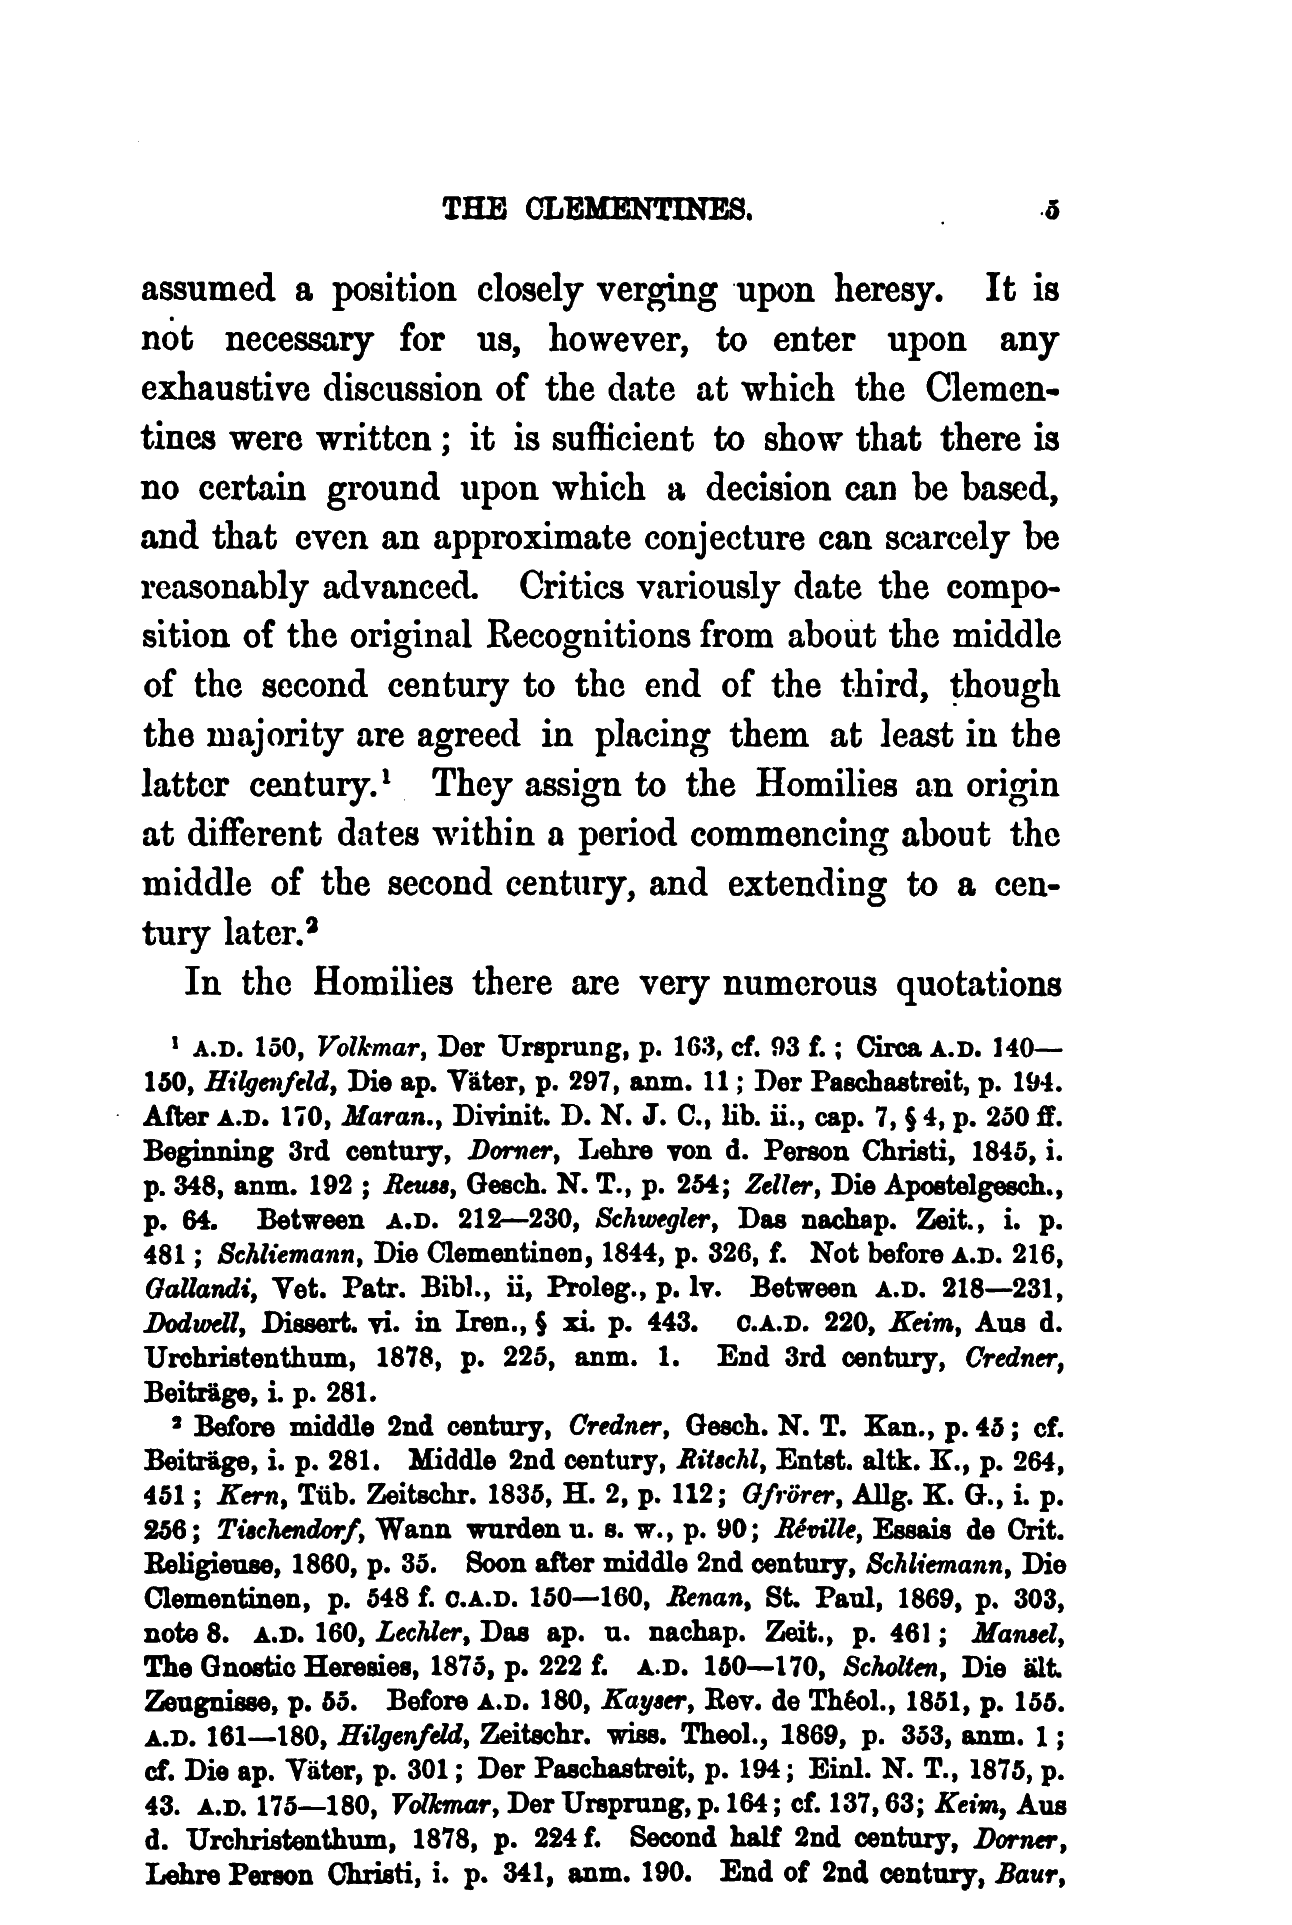 THE CLEMENTINES. 5
assumed a position closely verging upon heresy. It is
not necessary for us, however, to enter upon any
exhaustive discussion of the date at which the Clemen-
tines were written; it is sufficient to show that there is
no certain ground upon which a decision can be based,
and that even an approximate conjecture can scarcely be
reasonably advanced. Critics variously date the compo-
sition of the original Recognitions from about the middle
of the second century to the end of the third, though
the majority are agreed in placing them at least in the
latter century.¹ They assign to the Homilies an origin
at different dates within a period commencing about the
middle of the second century, and extending to a cen-
tury later.²
In the Homilies there are very numerous quotations
¹ A.D. 150, Volkmar, Der Ursprung, p. 163, cf. 93 f.; Circa A.D. 140—
150, Hilgenfeld, Die ap. Väter, p. 297, anm. 11; Der Paschastreit, p. 194.
After A.D. 170, Maran., Divinit. D. N. J. C., lib. ii., cap. 7, § 4, p. 250 ff.
Beginning 3rd century, Dorner, Lehre von d. Person Christi, 1845, i.
p. 348, anm. 192; Reuss, Gesch. N. T., p. 254; Zeller, Die Apostelgesch.,
p. 64. Between A.D. 212—230, Schwegler, Das nachap. Zeit., i. p.
481; Schliemann, Die Clementinen, 1844, p. 326, f. Not before A.D. 216,
Gallandi, Vet. Patr. Bibl., ii, Proleg., p. lv. Between A.D. 218—231,
Dodwell, Dissert. vi. in Iren., § xi. p. 443. C.A.D. 220, Keim, Aus d.
Urchristenthum, 1878, p. 225, anm. 1. End 3rd century, Credner,
Beiträge, i. p. 281.
² Before middle 2nd century, Credner, Gesch. N. T. Kan., p. 45; cf.
Beiträge, i. p. 281. Middle 2nd century, Ritschl, Entst. altk. K., p. 264,
451; Kern, Tüb. Zeitschr. 1835, H. 2, p. 112; Gfrörer, Allg. K. G., i. p.
256; Tischendorf, Wann wurden u. s. w., p. 90; Réville, Essais de Crit.
Religieuse, 1860, p. 35. Soon after middle 2nd century, Schliemann, Die
Clementinen, p. 548 f. C.A.D. 150—160, Renan, St. Paul, 1869, p. 303,
note 8. A.D. 160, Lechler, Das ap. u. nachap. Zeit., p. 461; Mansel,
The Gnostic Heresies, 1875, p. 222 f. A.D. 150—170, Scholten, Die ält.
Zeugnisse, p. 55. Before A.D. 180, Kayser, Rev. de Théol., 1851, p. 155.
A.D. 161—180, Hilgenfeld, Zeitschr. wiss. Theol., 1869, p. 353, anm. 1;
cf. Die ap. Väter, p. 301; Der Paschastreit, p. 194; Einl. N. T., 1875, p.
43. A.D. 175—180, Volkmar, Der Ursprung, p. 164; cf. 137, 63; Keim, Aus
d. Urchristenthum, 1878, p. 224 f. Second half 2nd century, Dorner,
Lehre Person Christi, i. p. 341, anm. 190. End of 2nd century, Baur,